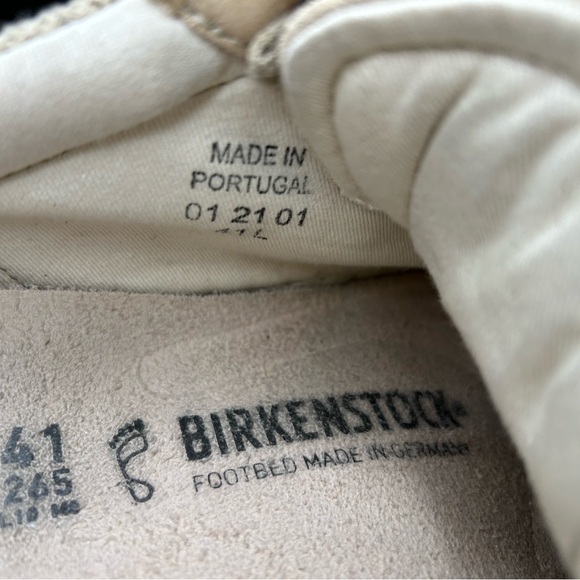 MADE IN
PORTUGAL
01 21 01
41
265
BIRKENSTOCK
FOOTBED MADE IN GERMANY